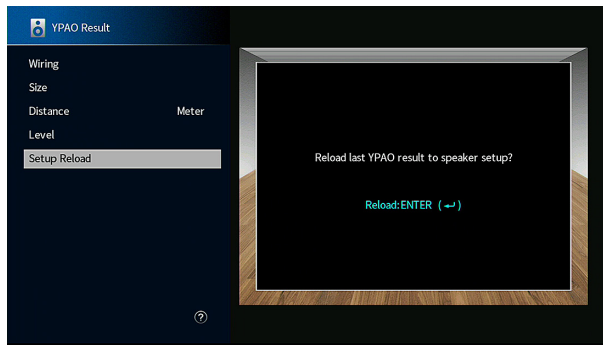 YPAO Result
Wiring
Size
Distance Meter
Level
Setup Reload
Reload last YPAO result to speaker setup?
Reload:ENTER (↵)
?